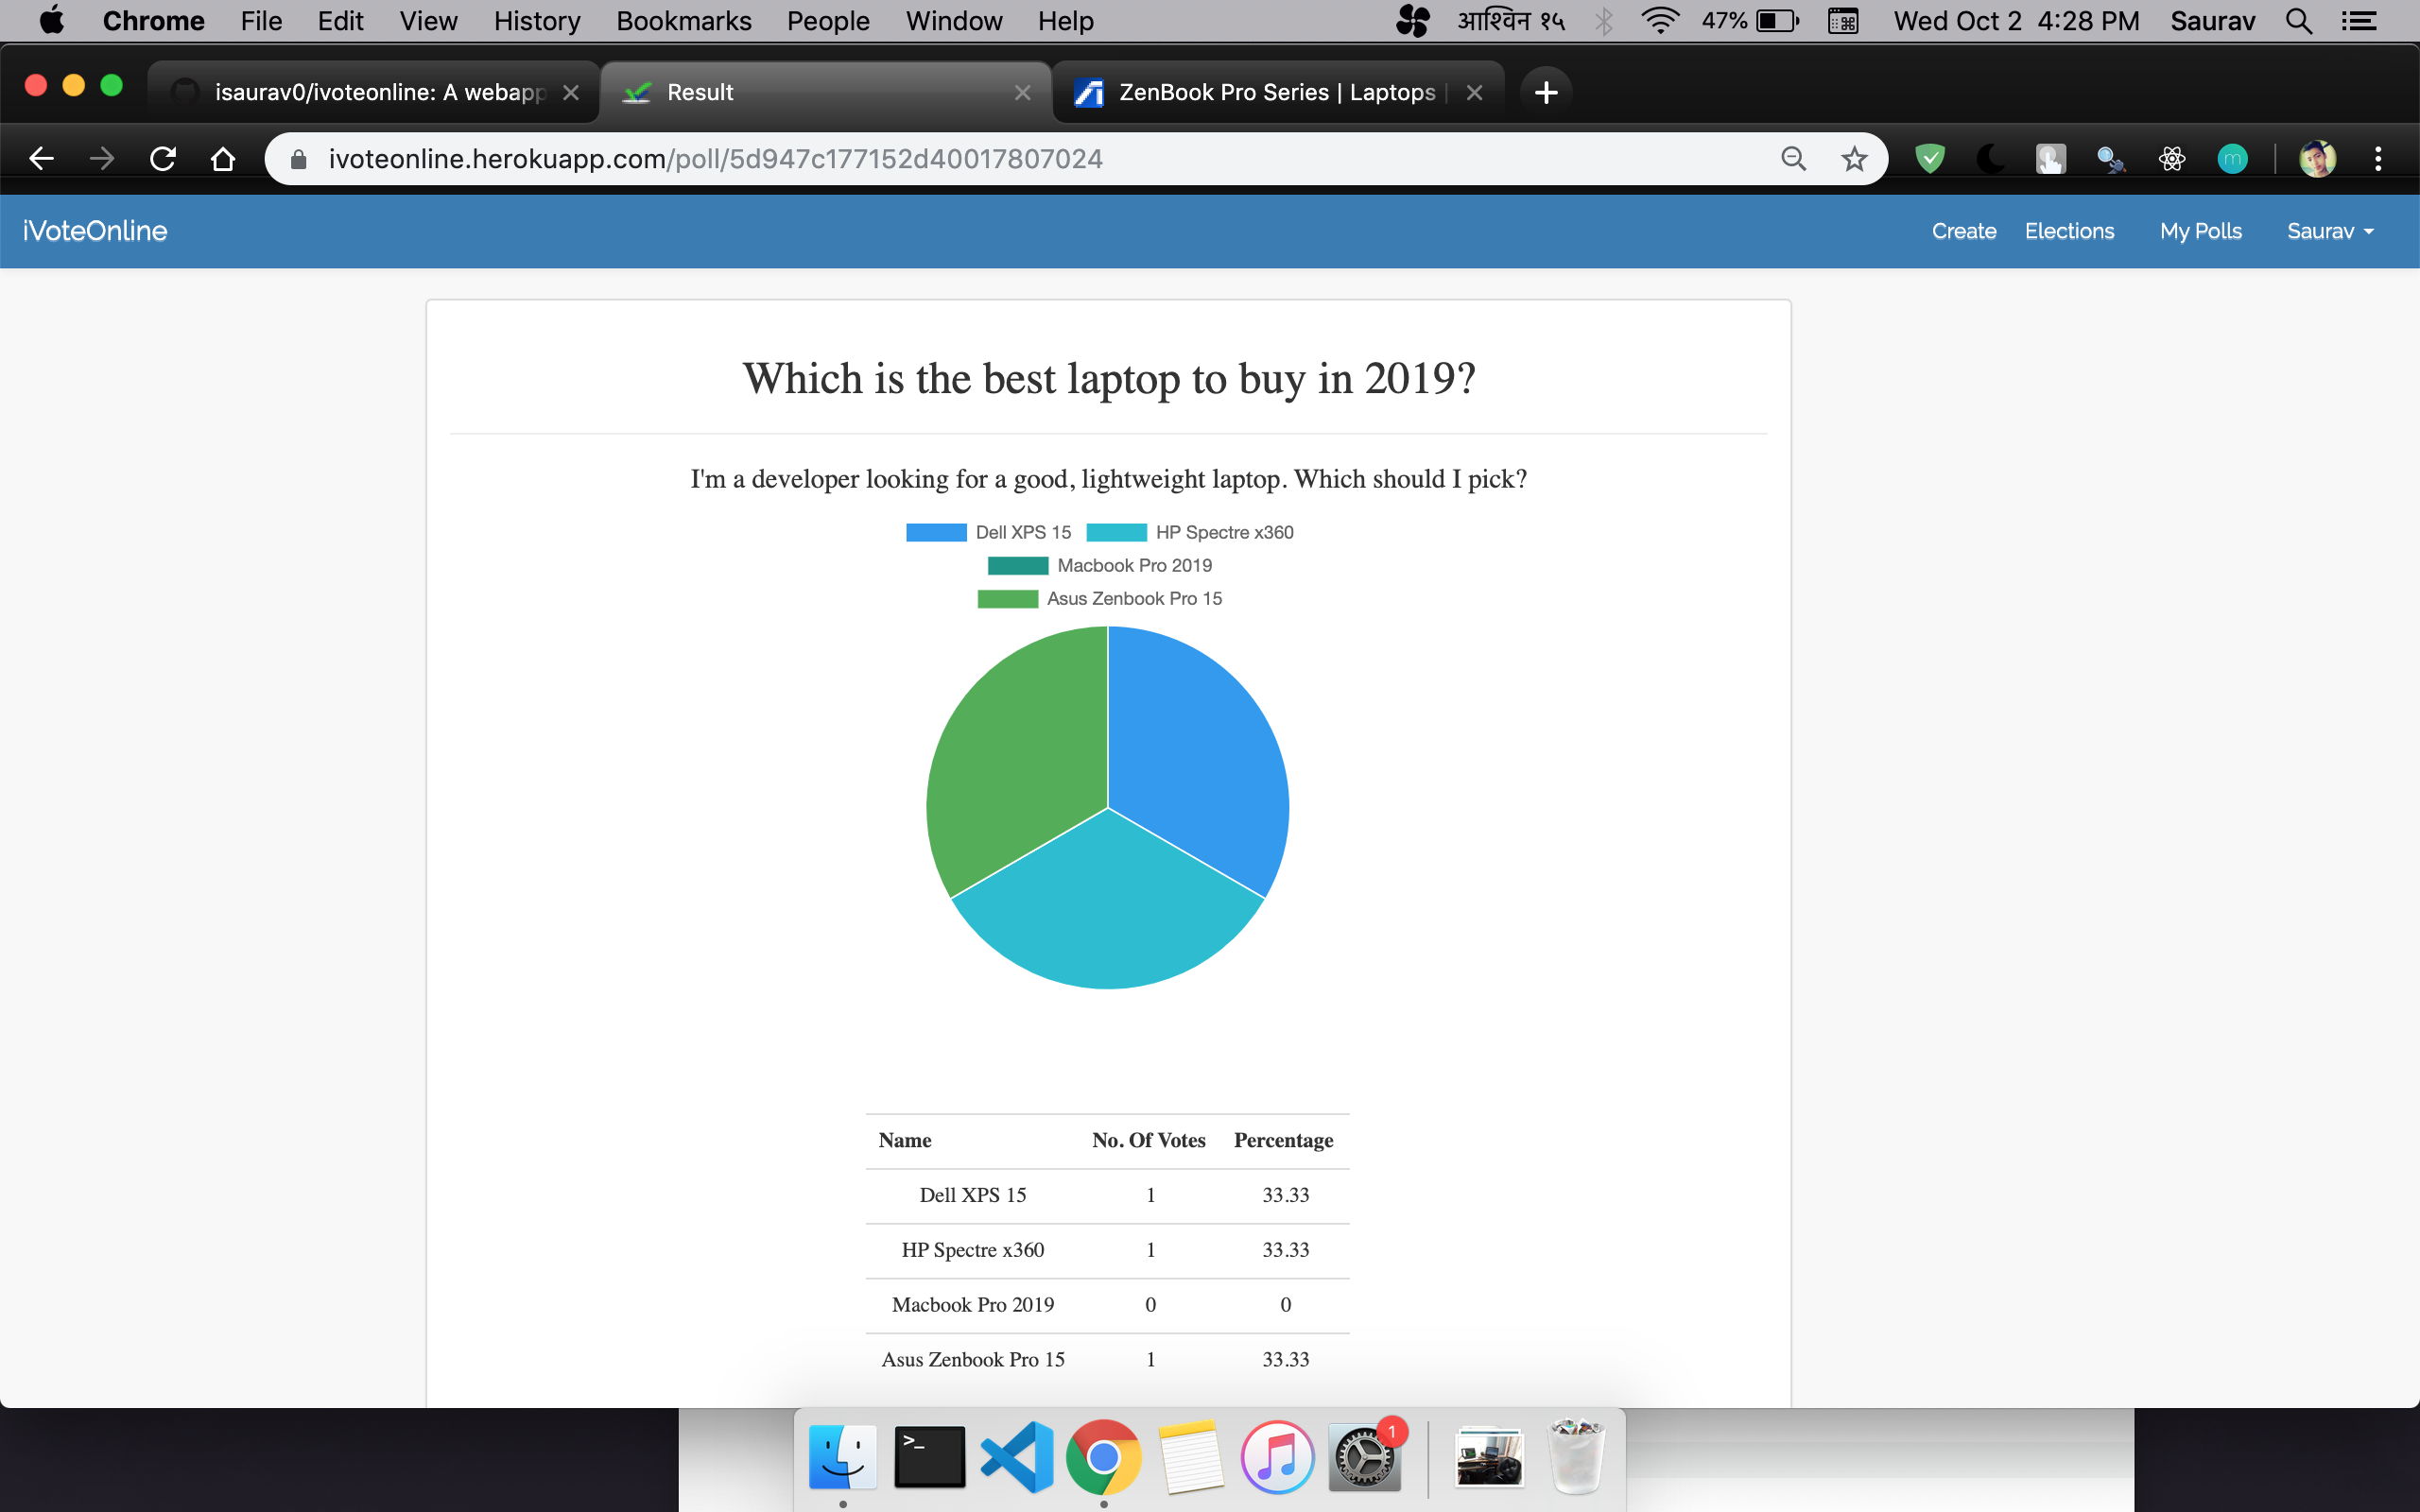 Chrome File Edit View History Bookmarks People Window Help आश्विन १५ 47% Wed Oct 2 4:28 PM Saurav
isaurav0/ivoteonline: A webapp Result ZenBook Pro Series | Laptops |
ivoteonline.herokuapp.com/poll/5d947c177152d40017807024 m
iVoteOnline Create Elections My Polls Saurav
Which is the best laptop to buy in 2019?
I'm a developer looking for a good, lightweight laptop. Which should I pick?
Dell XPS 15 HP Spectre x360
Macbook Pro 2019
Asus Zenbook Pro 15
Name No. Of Votes Percentage
Dell XPS 15 1 33.33
HP Spectre x360 1 33.33
Macbook Pro 2019 0 0
Asus Zenbook Pro 15 1 33.33
>_ 1